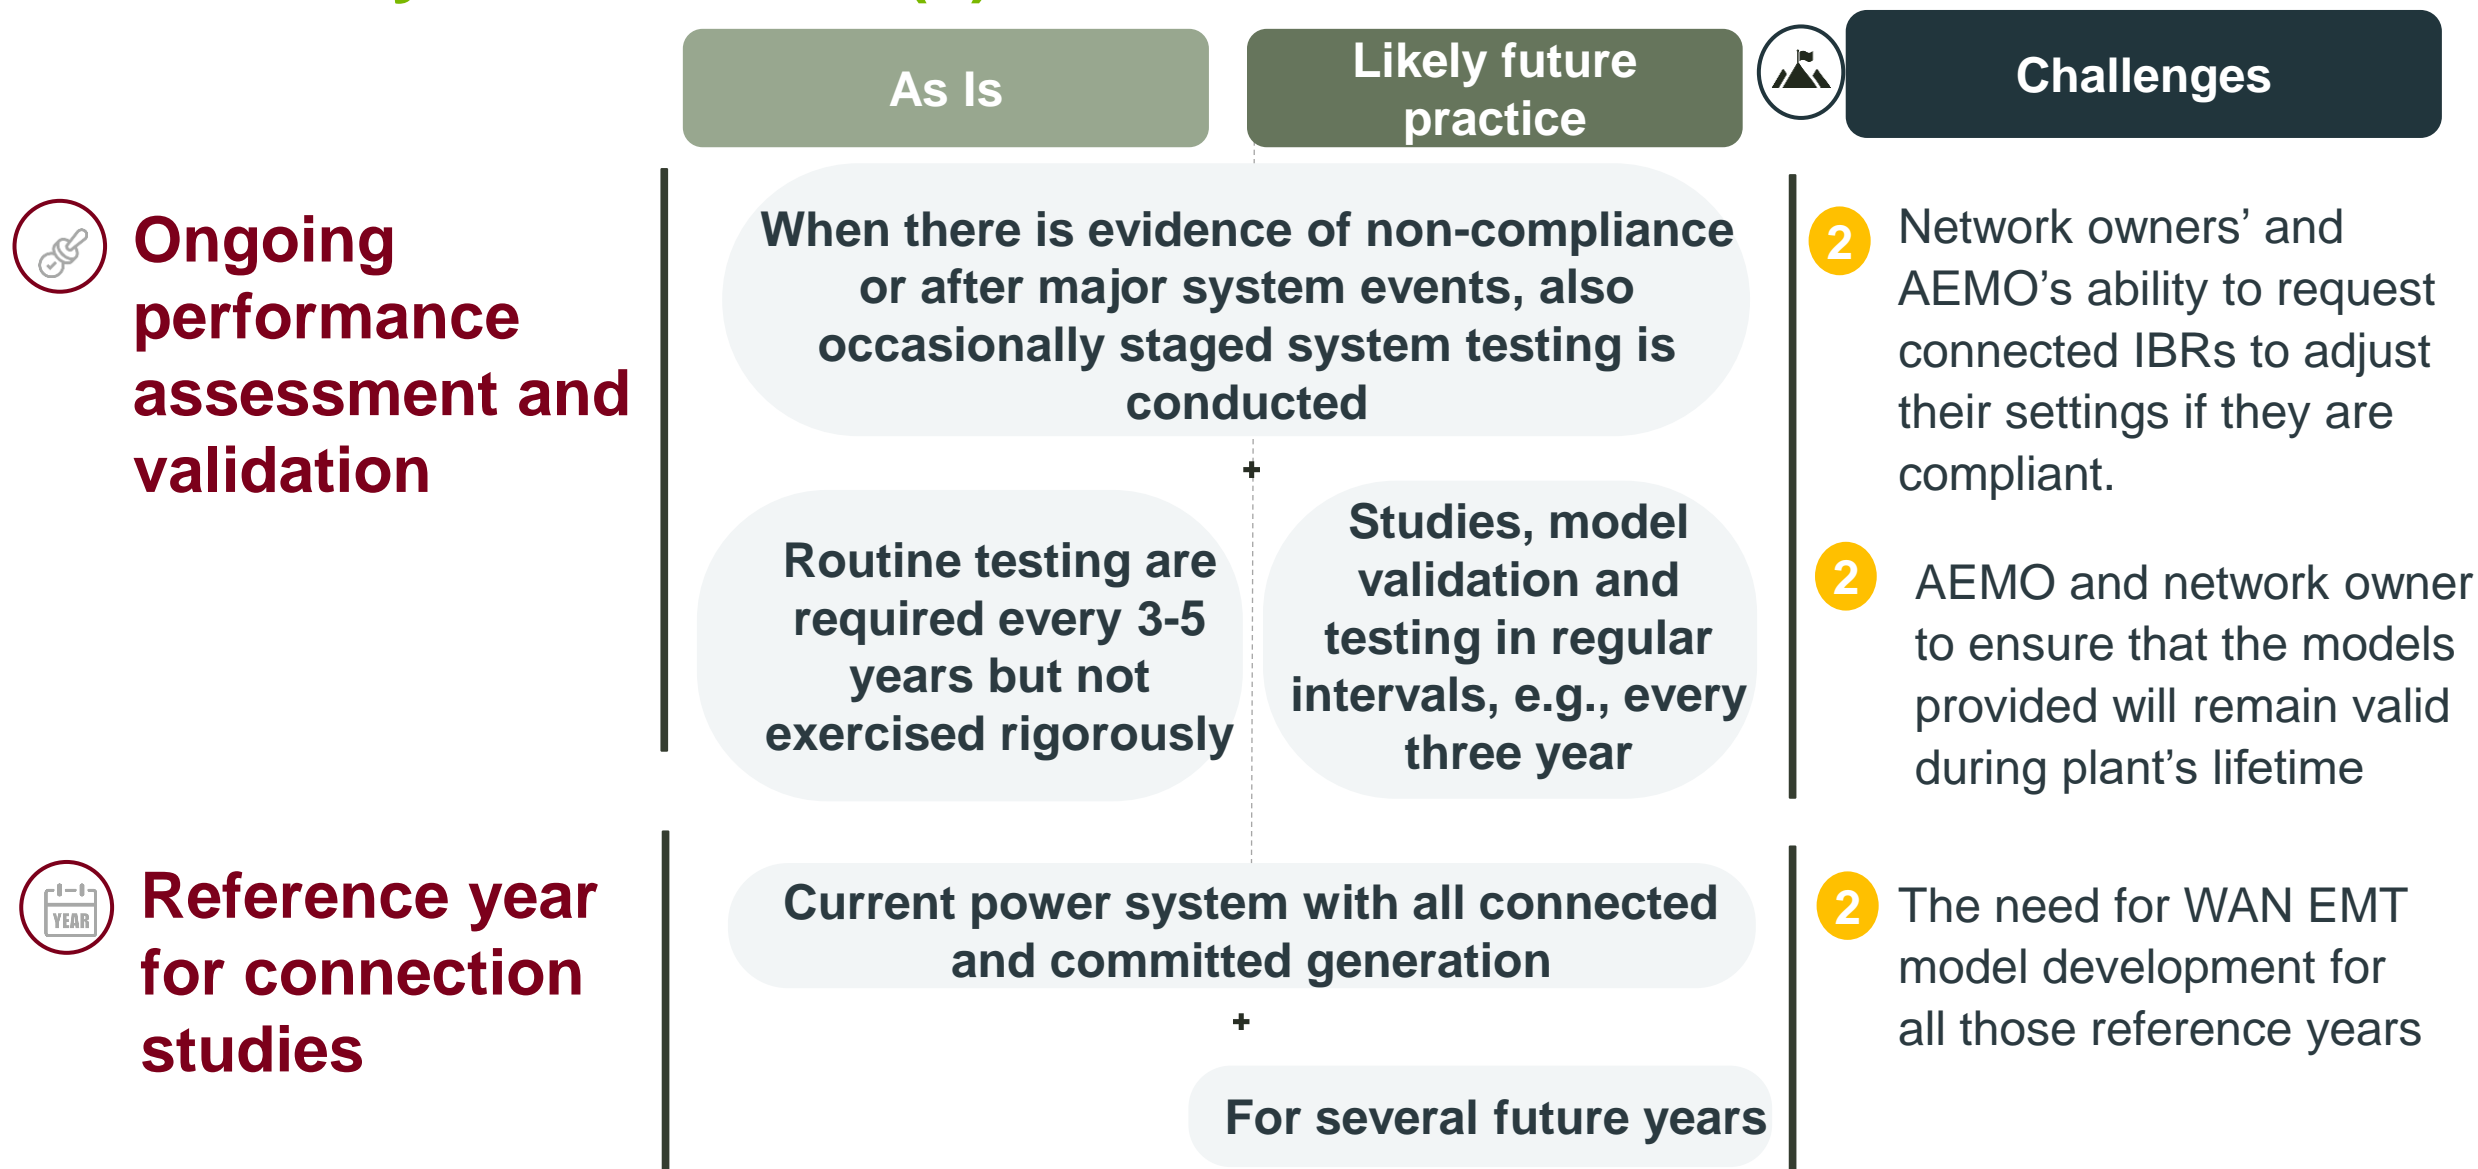 As Is
Likely future
practice
Challenges
Ongoing
performance
assessment and
validation
When there is evidence of non-compliance
or after major system events, also
occasionally staged system testing is
conducted
+
Routine testing are
required every 3-5
years but not
exercised rigorously
Studies, model
validation and
testing in regular
intervals, e.g., every
three year
2
Network owners’ and
AEMO’s ability to request
connected IBRs to adjust
their settings if they are
compliant.
2
AEMO and network owner
to ensure that the models
provided will remain valid
during plant’s lifetime
YEAR
Reference year
for connection
studies
Current power system with all connected
and committed generation
+
For several future years
2
The need for WAN EMT
model development for
all those reference years